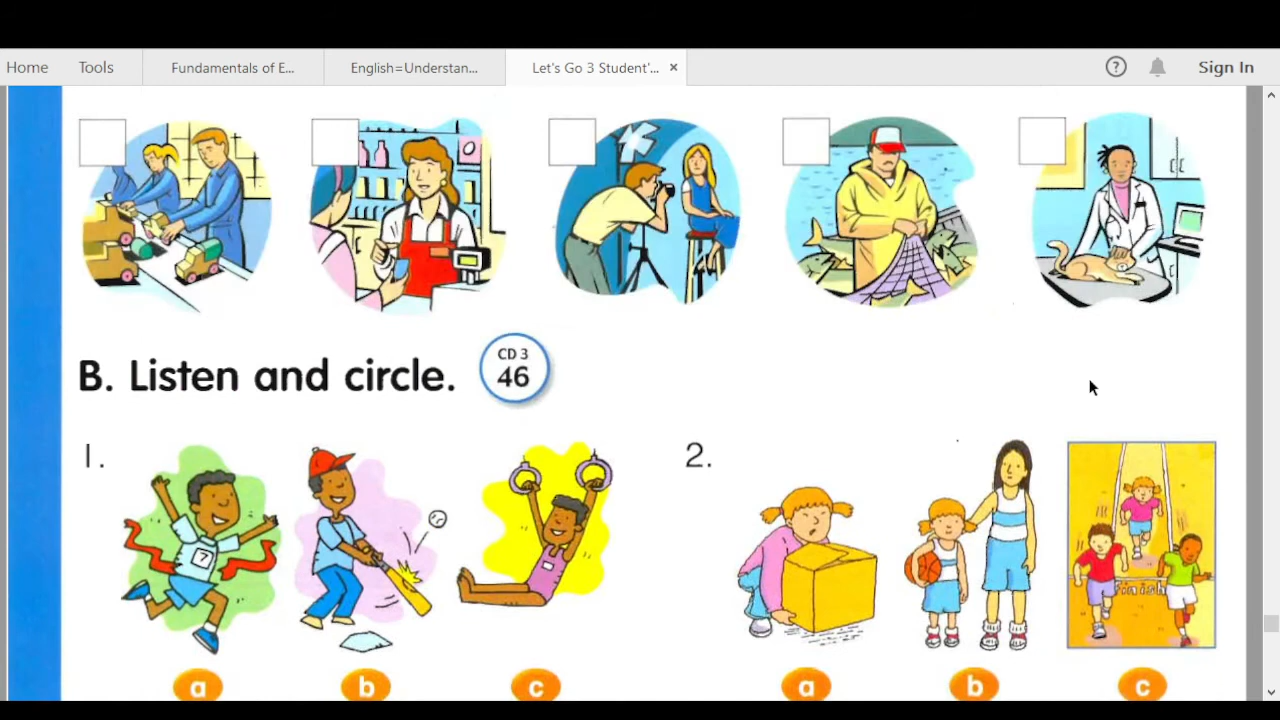 Home Tools Fundamentals of E... English=Understan... Let's Go 3 Student'... × ? Sign In
B. Listen and circle. CD 3 46
1. 2.
7
finish
a b c a b c